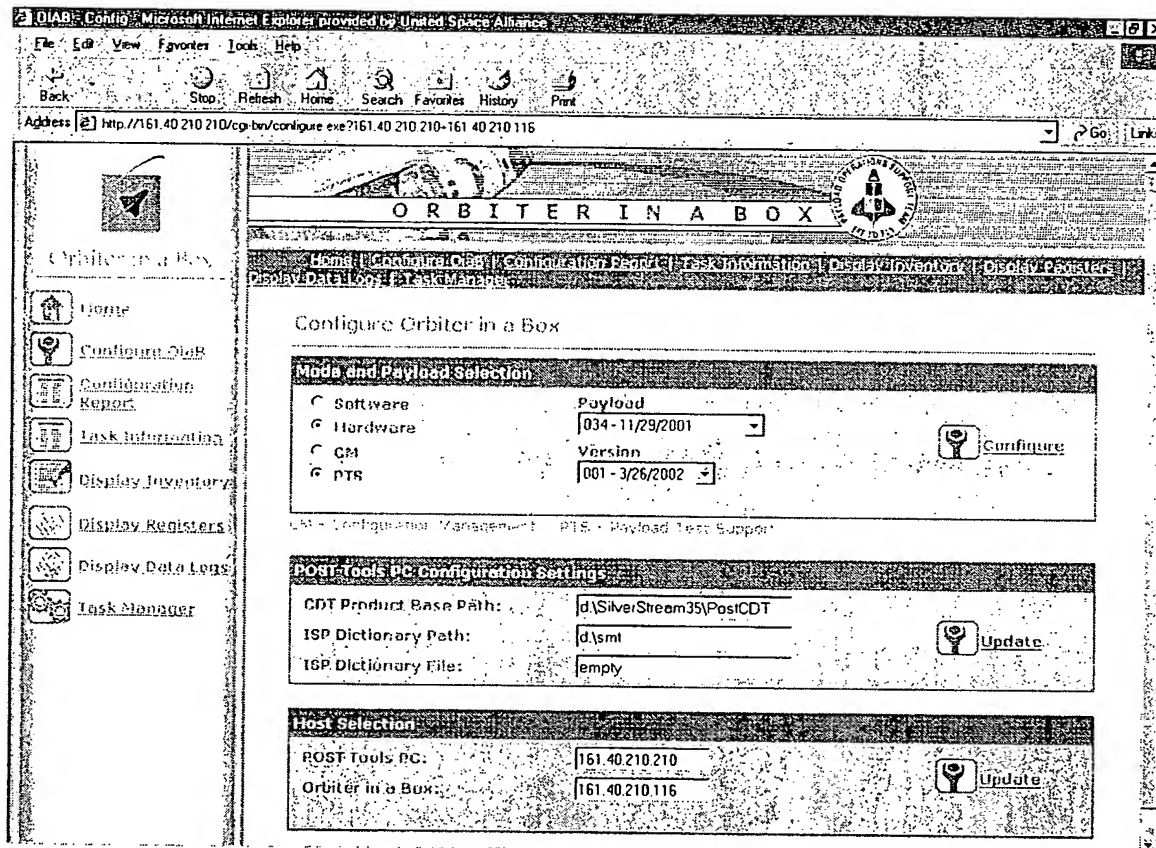 OIAB - Config - Microsoft Internet Explorer provided by United Space Alliance
File Edit View Favorites Tools Help
Back Stop Refresh Home Search Favorites History Print
Address http://161.40 210 210/cgi-bin/configure exe?161.40 210.210+161 40 210 116 Go Links
ORBITER IN A BOX
PAYLOAD OPERATIONS SUPPORT TEAM
Orbiter in a Box
Home | Configure OIaB | Configuration Report | Task Information | Display Inventory | Display Registers |
Display Data Logs | Task Manager
Home
Configure OIaB
Configuration
Report
Task Information
Display Inventory
Display Registers
Display Data Logs
Task Manager
Configure Orbiter in a Box
Mode and Payload Selection
Software
Hardware
CM
PTS
Payload
034 - 11/29/2001
Version
001 - 3/26/2002
Configure
CM - Configuration Management PTS - Payload Test Support
POST-Tools PC Configuration Settings
CDT Product Base Path: d:\SilverStream35\PostCDT
ISP Dictionary Path: d:\smt
ISP Dictionary File: empty
Update
Host Selection
POST Tools PC: 161.40.210.210
Orbiter in a Box: 161.40.210.116
Update